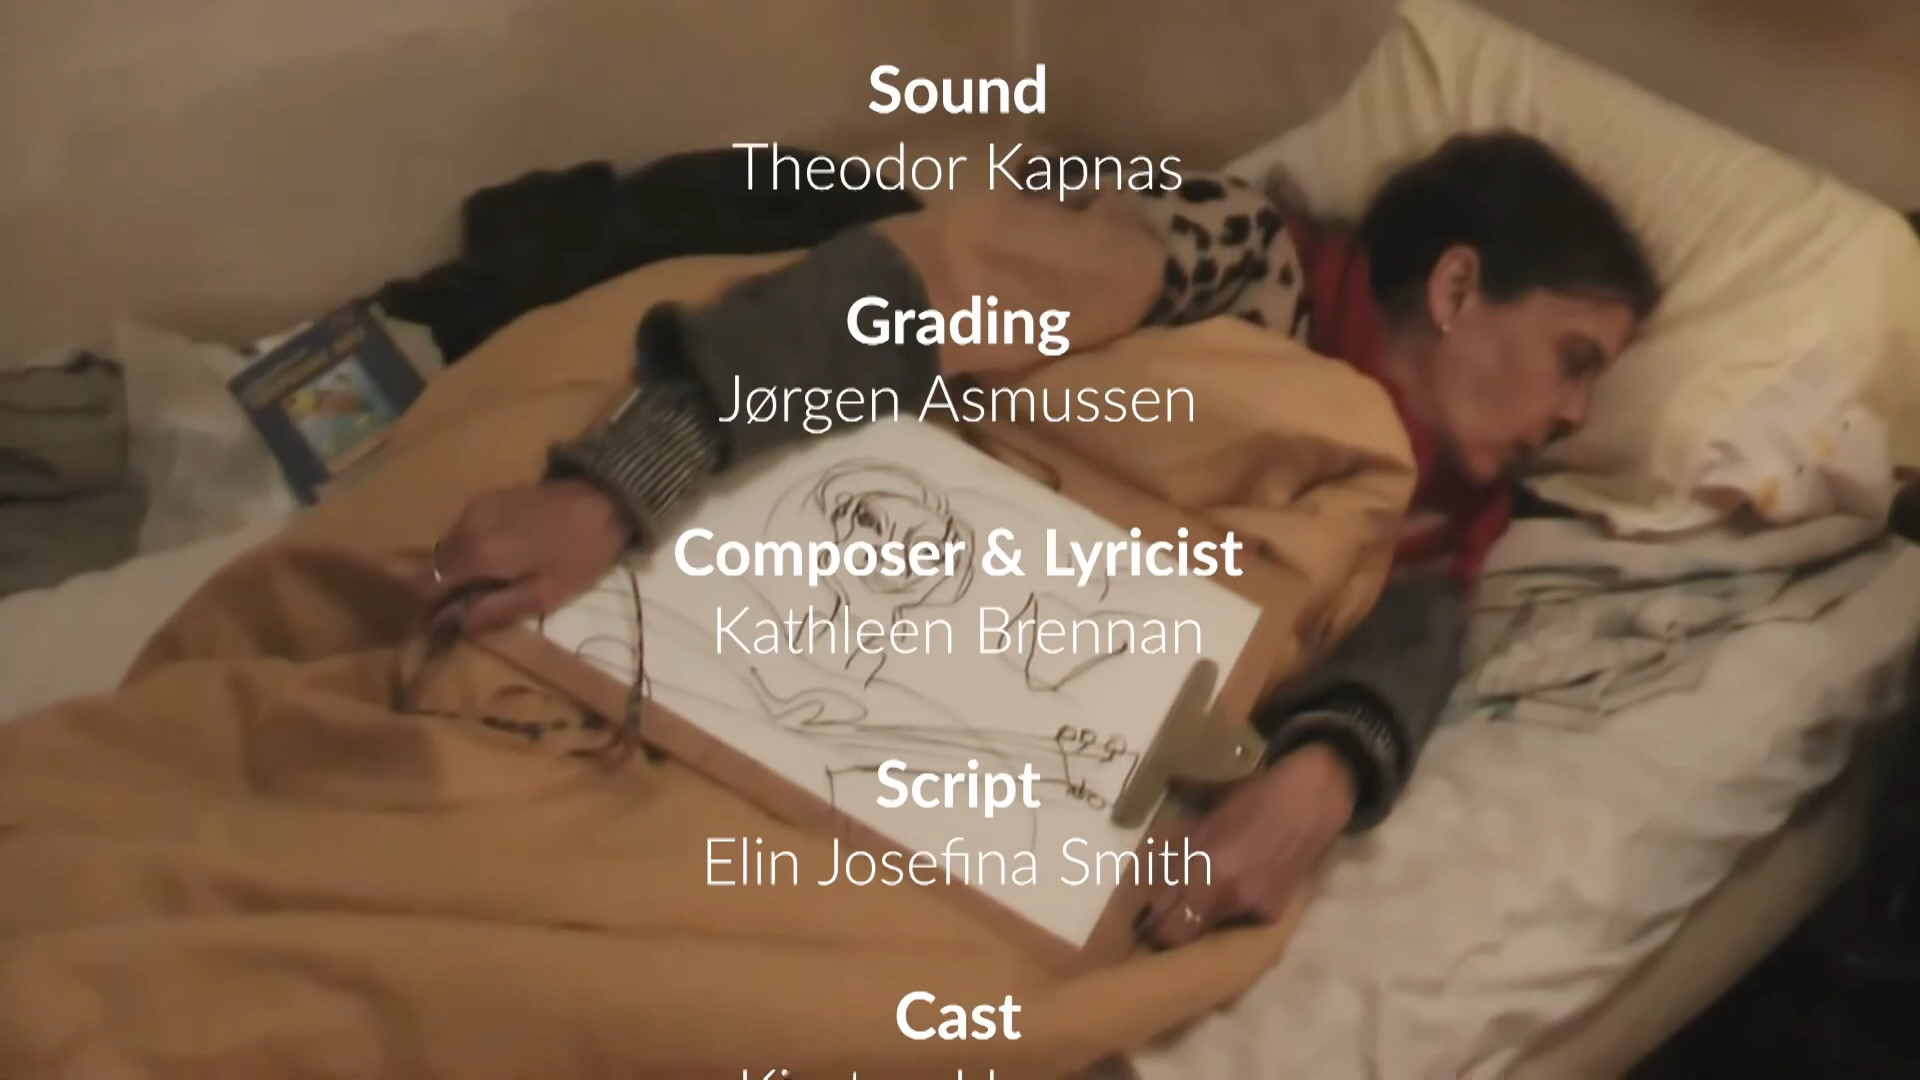 Sound
Theodor Kapnas
Grading
Jørgen Asmussen
Composer & Lyricist
Kathleen Brennan
Script
Elin Josefina Smith
Cast